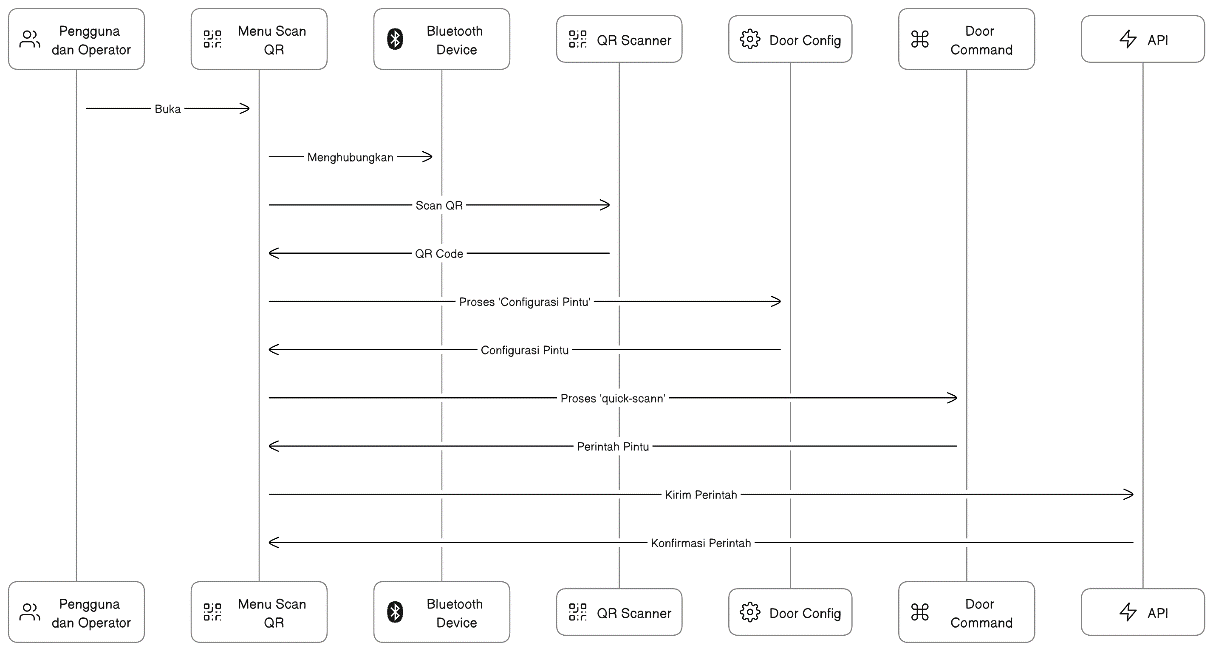 Pengguna
dan Operator
Menu Scan
QR
Bluetooth
Device
QR Scanner
Door Config
Door
Command
API
Buka
Menghubungkan
Scan QR
QR Code
Proses 'Configurasi Pintu'
Configurasi Pintu
Proses 'quick-scann'
Perintah Pintu
Kirim Perintah
Konfirmasi Perintah
Pengguna
dan Operator
Menu Scan
QR
Bluetooth
Device
QR Scanner
Door Config
Door
Command
API